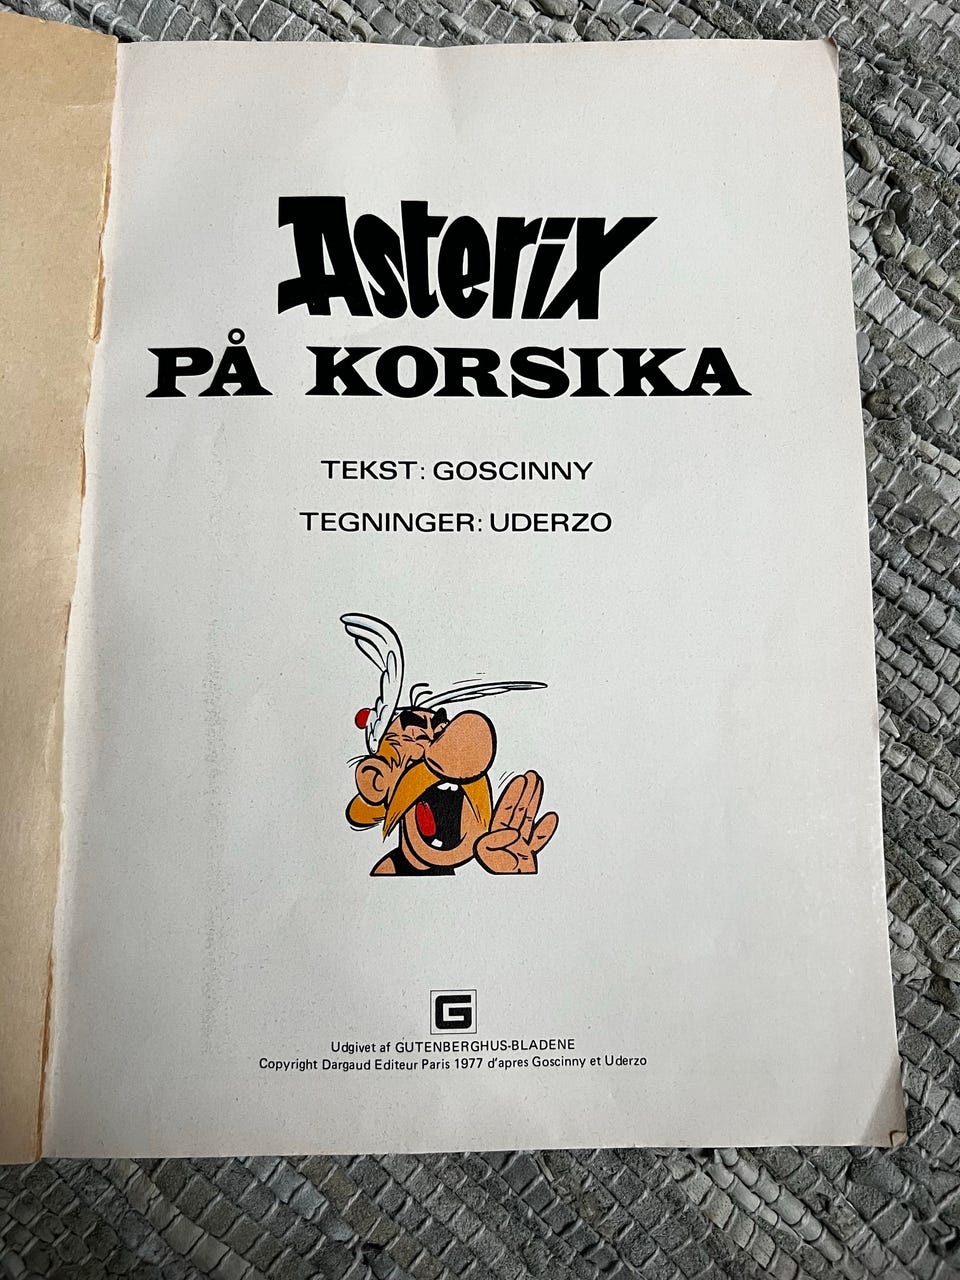 Asterix
PÅ KORSIKA
TEKST: GOSCINNY
TEGNINGER: UDERZO
G
Udgivet af GUTENBERGHUS-BLADENE
Copyright Dargaud Editeur Paris 1977 d'apres Goscinny et Uderzo